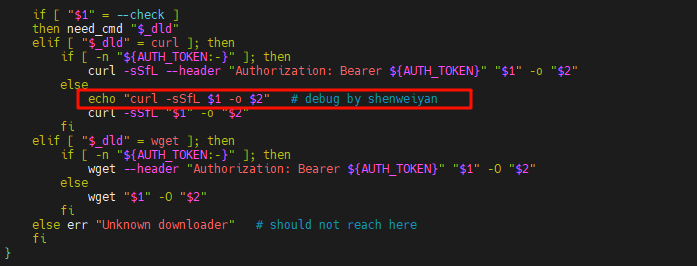 if [ "$1" = --check ]
then need_cmd "$_dld"
elif [ "$_dld" = curl ]; then
if [ -n "${AUTH_TOKEN:-}" ]; then
curl -sSfL --header "Authorization: Bearer ${AUTH_TOKEN}" "$1" -o "$2"
else
echo "curl -sSfL $1 -o $2"   # debug by shenweiyan
curl -sSfL "$1" -o "$2"
fi
elif [ "$_dld" = wget ]; then
if [ -n "${AUTH_TOKEN:-}" ]; then
wget --header "Authorization: Bearer ${AUTH_TOKEN}" "$1" -O "$2"
else
wget "$1" -O "$2"
fi
else err "Unknown downloader"   # should not reach here
fi
}